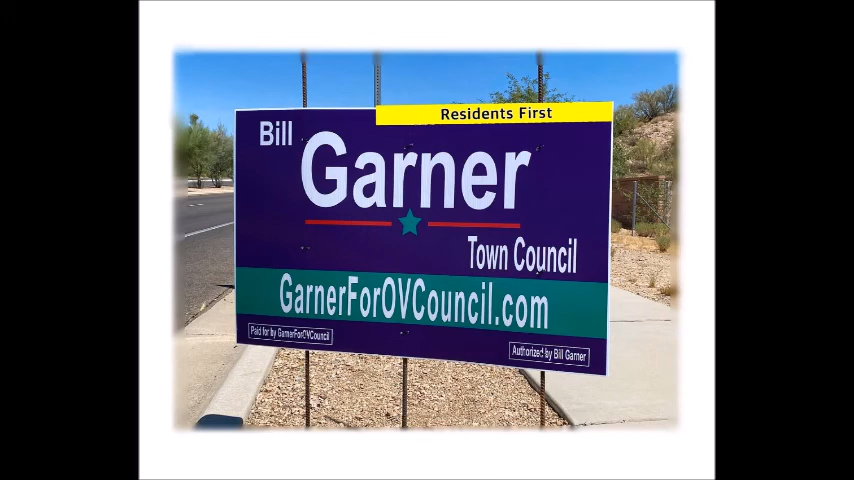 Residents First
Bill
Garner
Town Council
GarnerForOVCouncil.com
Paid for by GarnerForOVCouncil
Authorized by Bill Garner